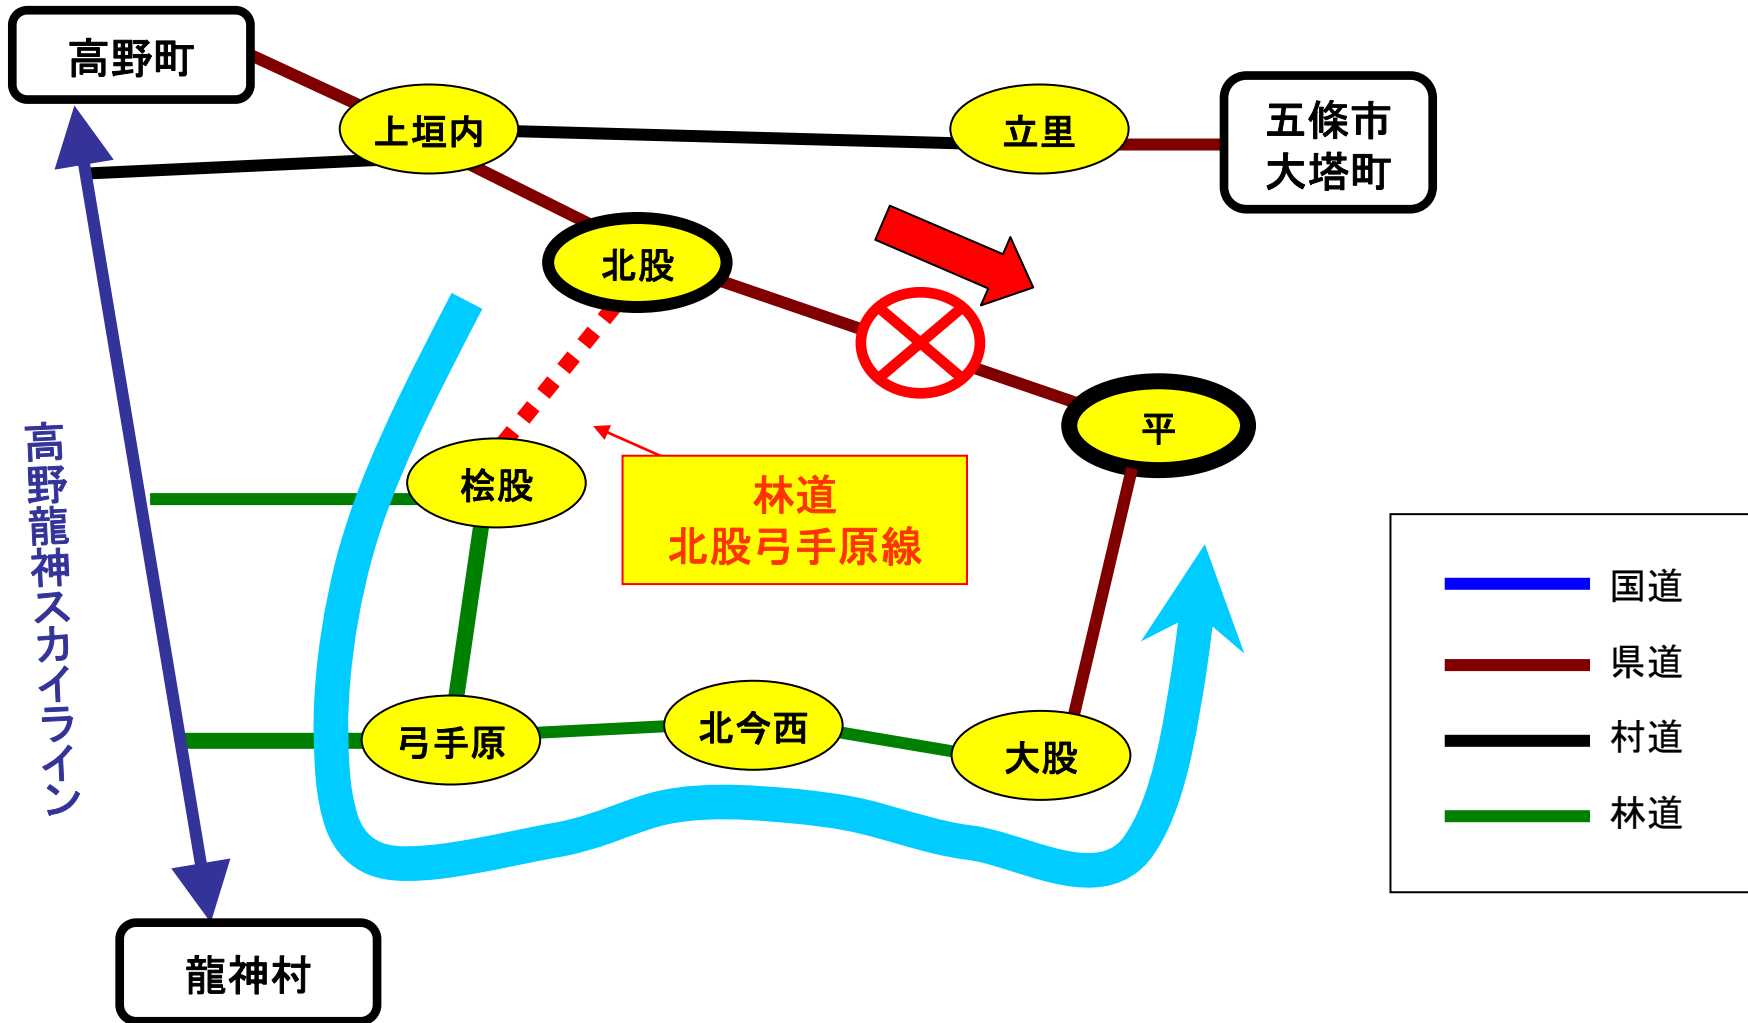 高野町
上垣内
立里
五條市
大塔町
北股
平
高野龍神スカイライン
桧股
林道
北股弓手原線
弓手原
北今西
大股
龍神村
国道
県道
村道
林道